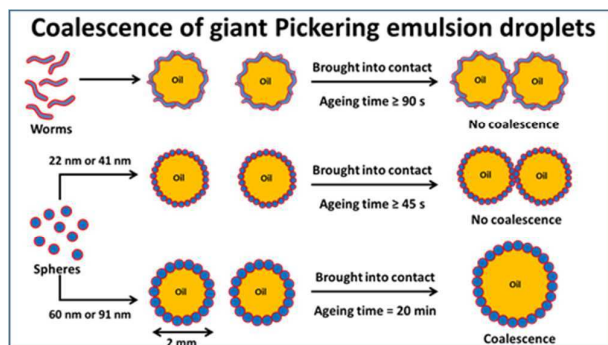 Coalescence of giant Pickering emulsion droplets
Worms
Oil
Oil
Brought into contact
Ageing time ≥ 90 s
Oil
Oil
No coalescence
22 nm or 41 nm
Oil
Oil
Brought into contact
Ageing time ≥ 45 s
Oil
Oil
No coalescence
Spheres
60 nm or 91 nm
Oil
Oil
2 mm
Brought into contact
Ageing time = 20 min
Oil
Coalescence